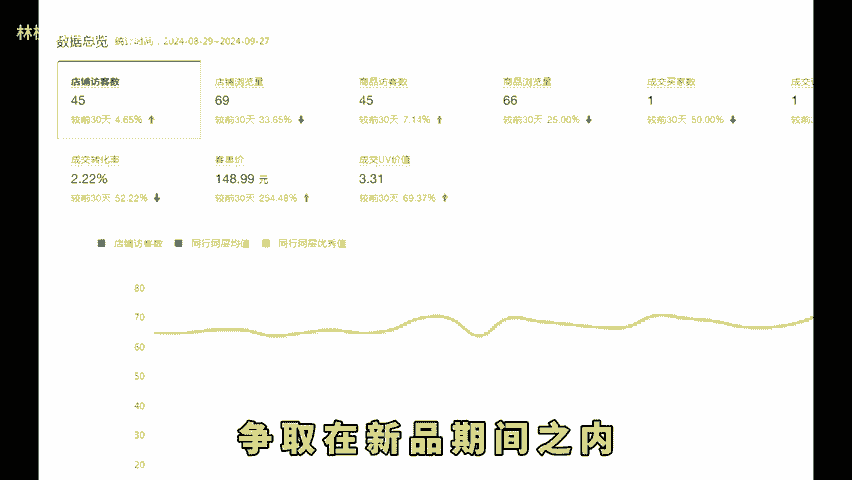 林
数据总览 统计时间：2024-08-29~2024-09-27
店铺访客数 店铺浏览量 商品访客数 商品浏览量 成交买家数 成交
45 69 45 66 1 1
较前30天 4.65% ↑ 较前30天 33.65% ↓ 较前30天 7.14% ↑ 较前30天 25.00% ↓ 较前30天 50.00% ↓ 较前30
成交转化率 客单价 成交UV价值
2.22% 148.99 元 3.31
较前30天 52.22% ↓ 较前30天 254.48% ↑ 较前30天 69.37% ↑
店铺访客数 同行同层均值 同行同层优秀值
80
70
60
50
40
30
20
争取在新品期间之内